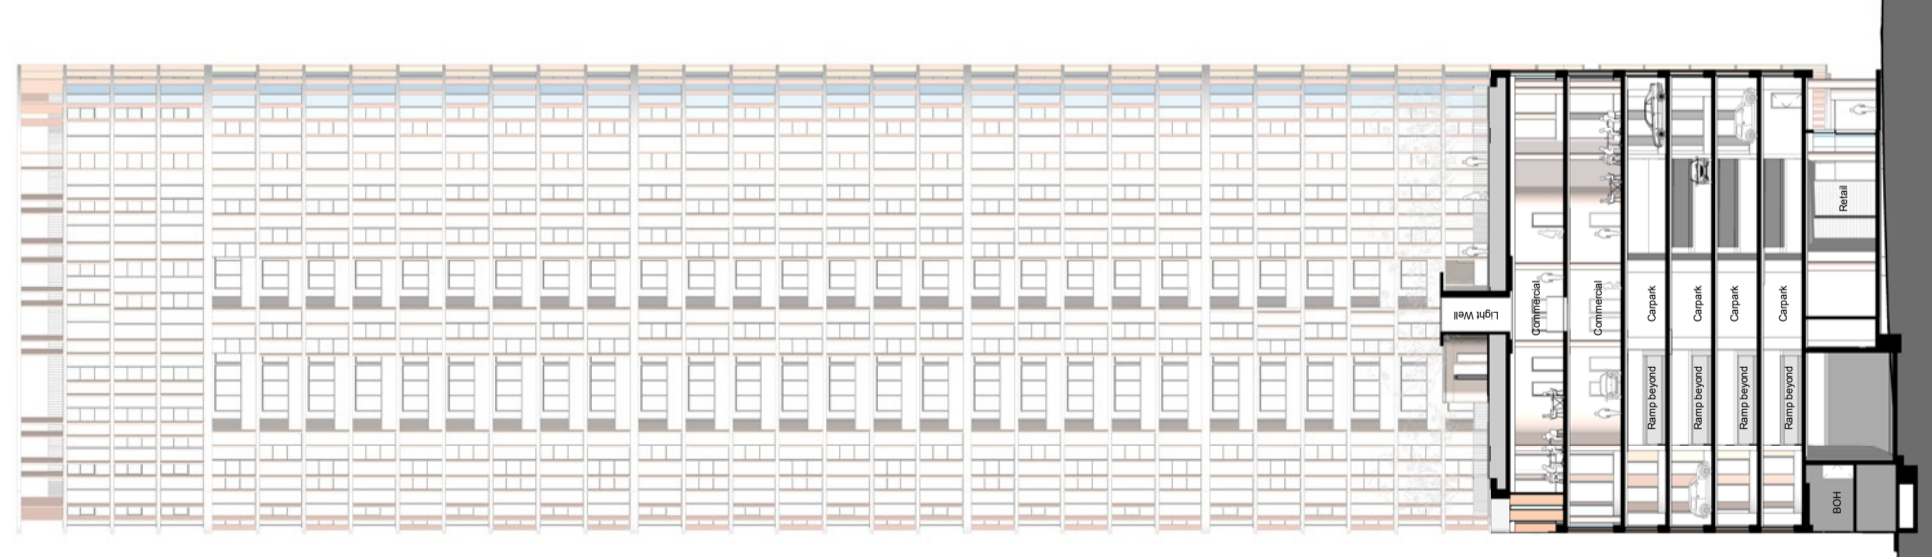 Light Well
Commercial
Commercial
Carpark
Carpark
Carpark
Carpark
Retail
Ramp beyond
Ramp beyond
Ramp beyond
Ramp beyond
BOH